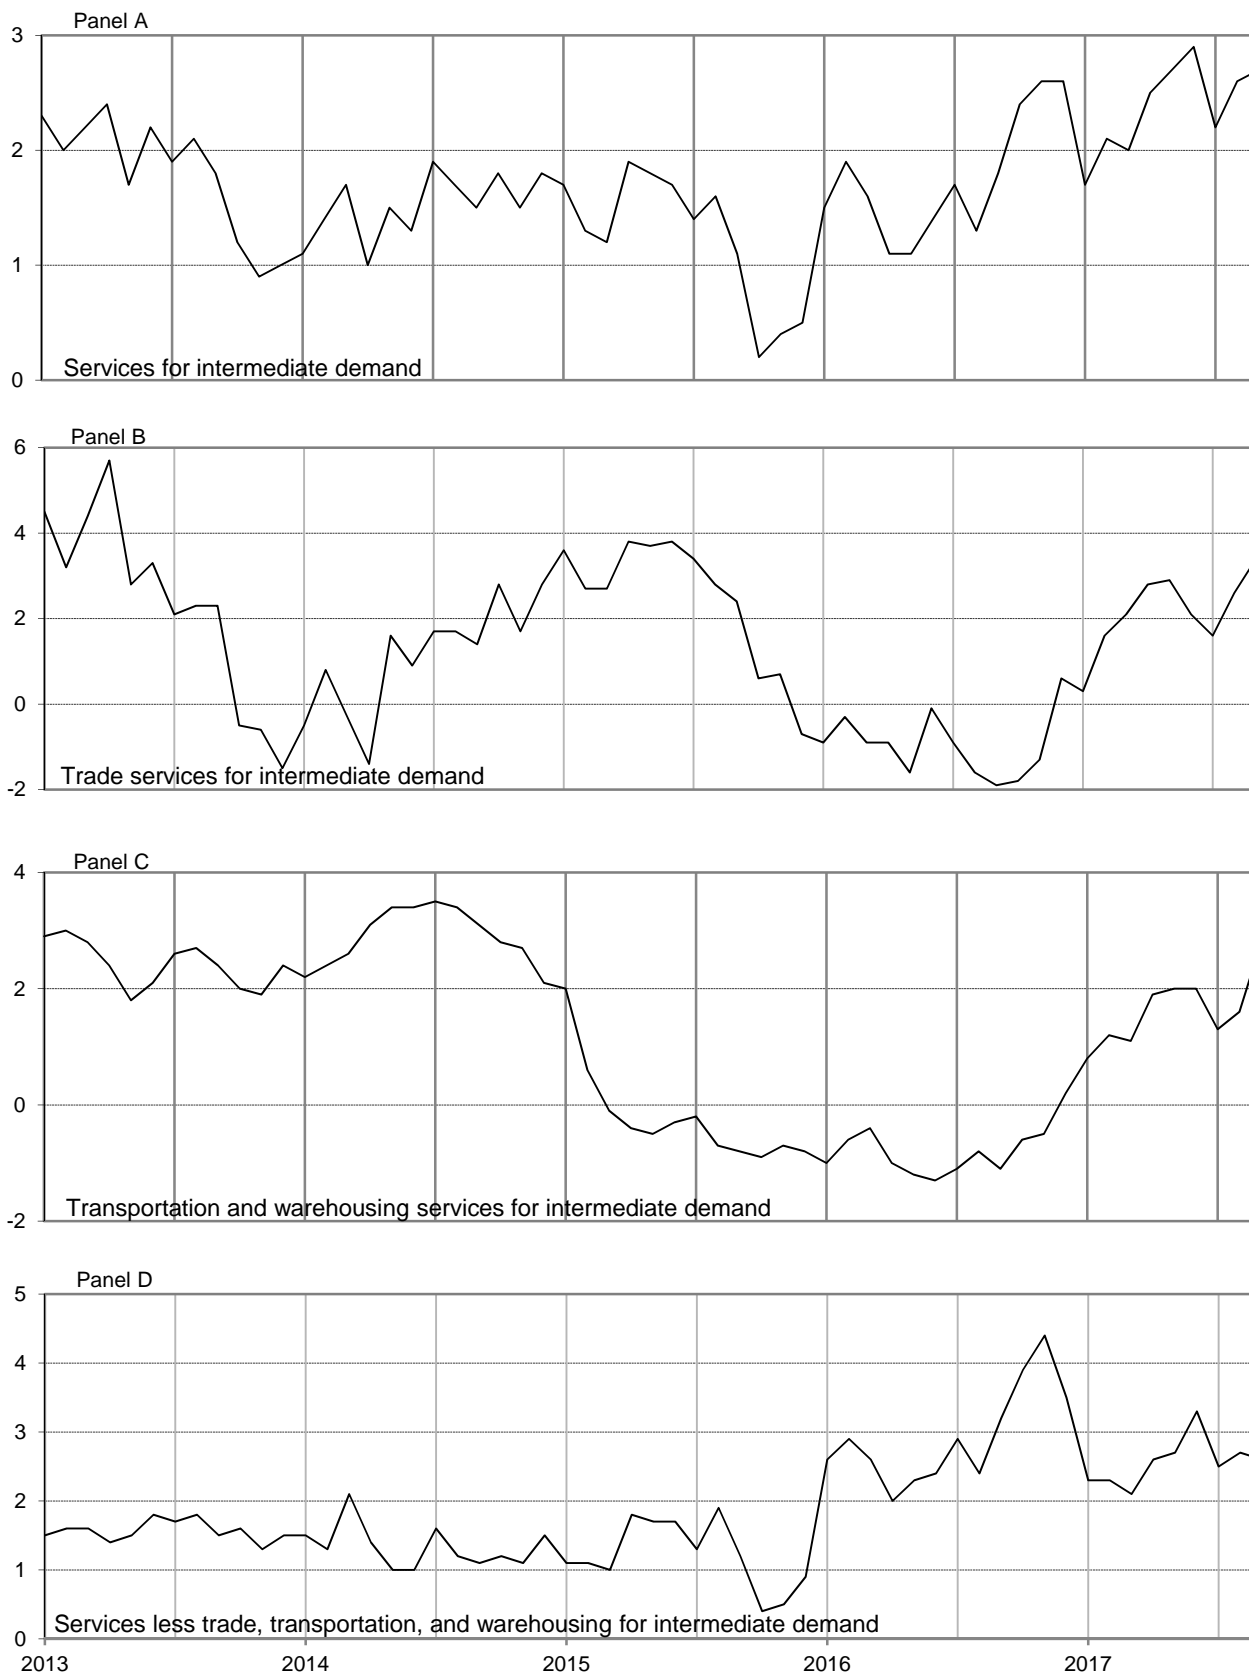 Panel A
3
2
1
0
Services for intermediate demand
Panel B
6
4
2
0
-2
Trade services for intermediate demand
Panel C
4
2
0
-2
Transportation and warehousing services for intermediate demand
Panel D
5
4
3
2
1
0
Services less trade, transportation, and warehousing for intermediate demand
2013 2014 2015 2016 2017